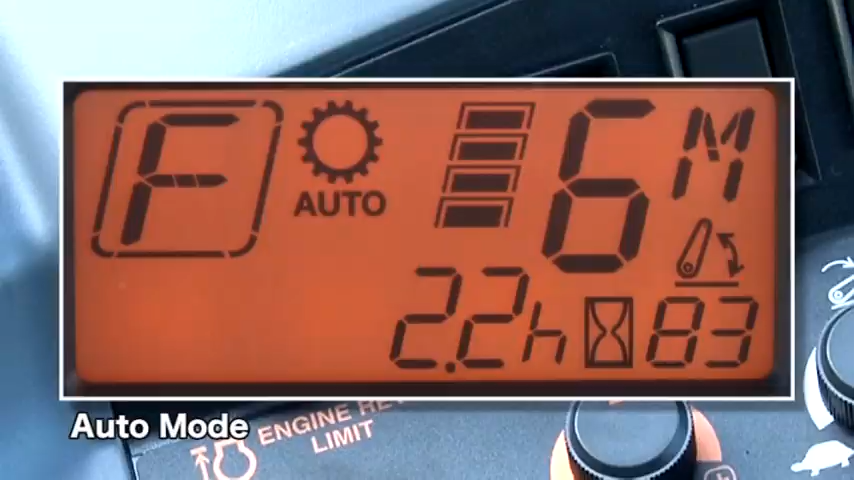 F AUTO 6 M
2.2h 83
Auto Mode
ENGINE RE
LIMIT